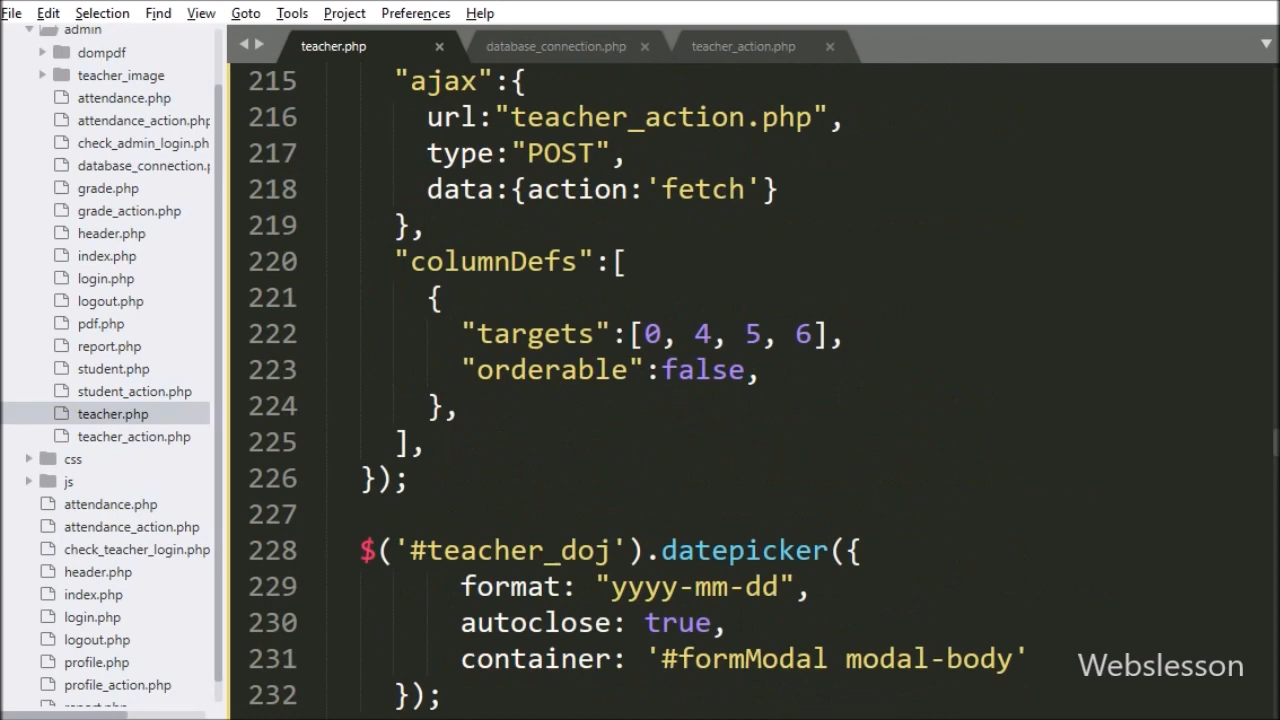 File Edit Selection Find View Goto Tools Project Preferences Help
admin
dompdf
teacher_image
attendance.php
attendance_action.php
check_admin_login.ph
database_connection.p
grade.php
grade_action.php
header.php
index.php
login.php
logout.php
pdf.php
report.php
student.php
student_action.php
teacher.php
teacher_action.php
css
js
attendance.php
attendance_action.php
check_teacher_login.php
header.php
index.php
login.php
logout.php
profile.php
profile_action.php
report.php
teacher.php database_connection.php teacher_action.php
215 "ajax":{
216 url:"teacher_action.php",
217 type:"POST",
218 data:{action:'fetch'}
219 },
220 "columnDefs":[
221 {
222 "targets":[0, 4, 5, 6],
223 "orderable":false,
224 },
225 ],
226 });
227
228 $('#teacher_doj').datepicker({
229 format: "yyyy-mm-dd",
230 autoclose: true,
231 container: '#formModal modal-body'
232 });
Webslesson